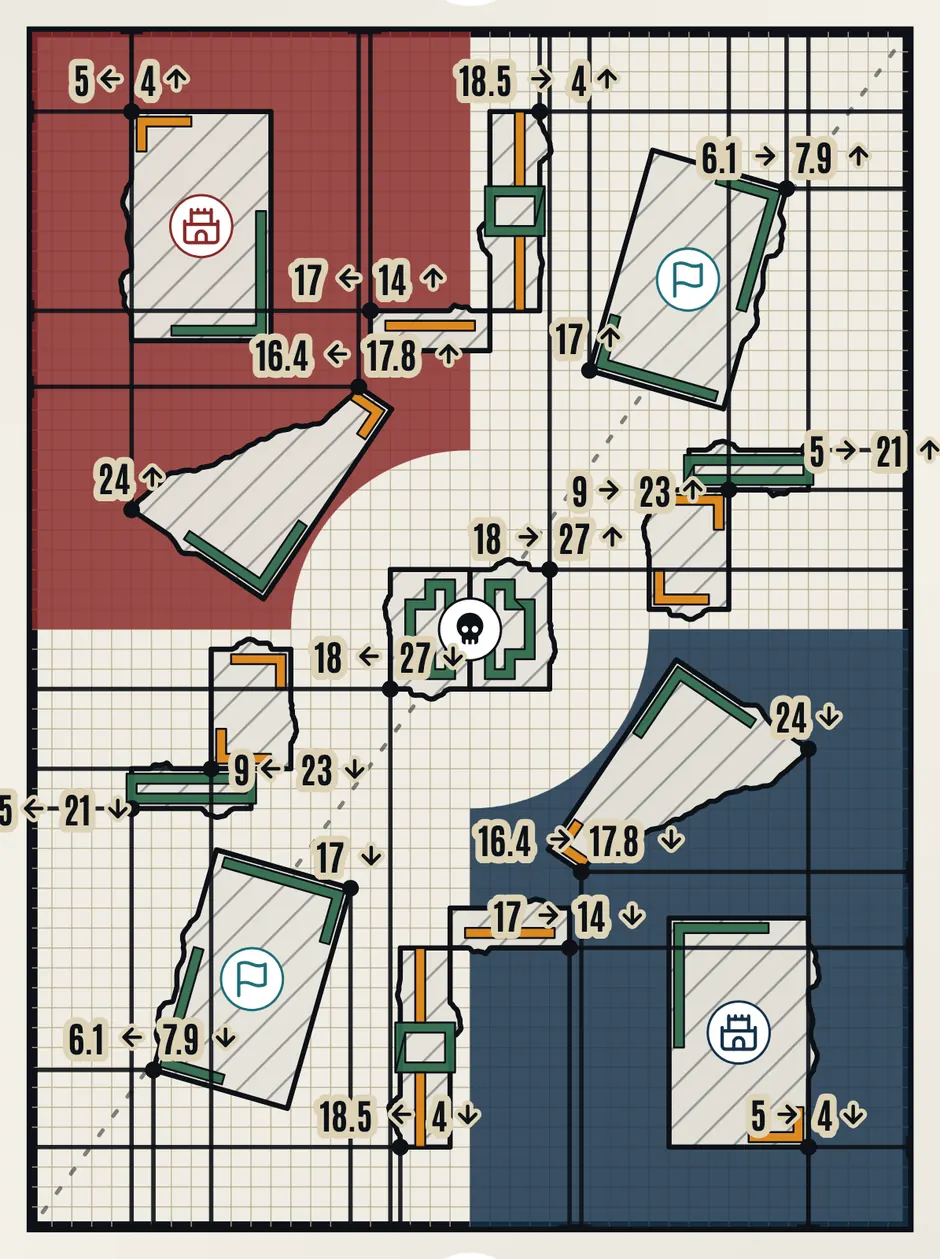 5 ← 4 ↑
18.5 → 4 ↑
6.1 → 7.9 ↑
17 ← 14 ↑
17 ↑
16.4 ← 17.8 ↑
5 → 21 ↑
24 ↑
9 → 23 ↑
18 → 27 ↑
18 ← 27 ↓
24 ↓
9 ← 23 ↓
5 ← 21 ↓
16.4 → 17.8 ↓
17 ↓
17 → 14 ↓
6.1 ← 7.9 ↓
18.5 ← 4 ↓
5 → 4 ↓